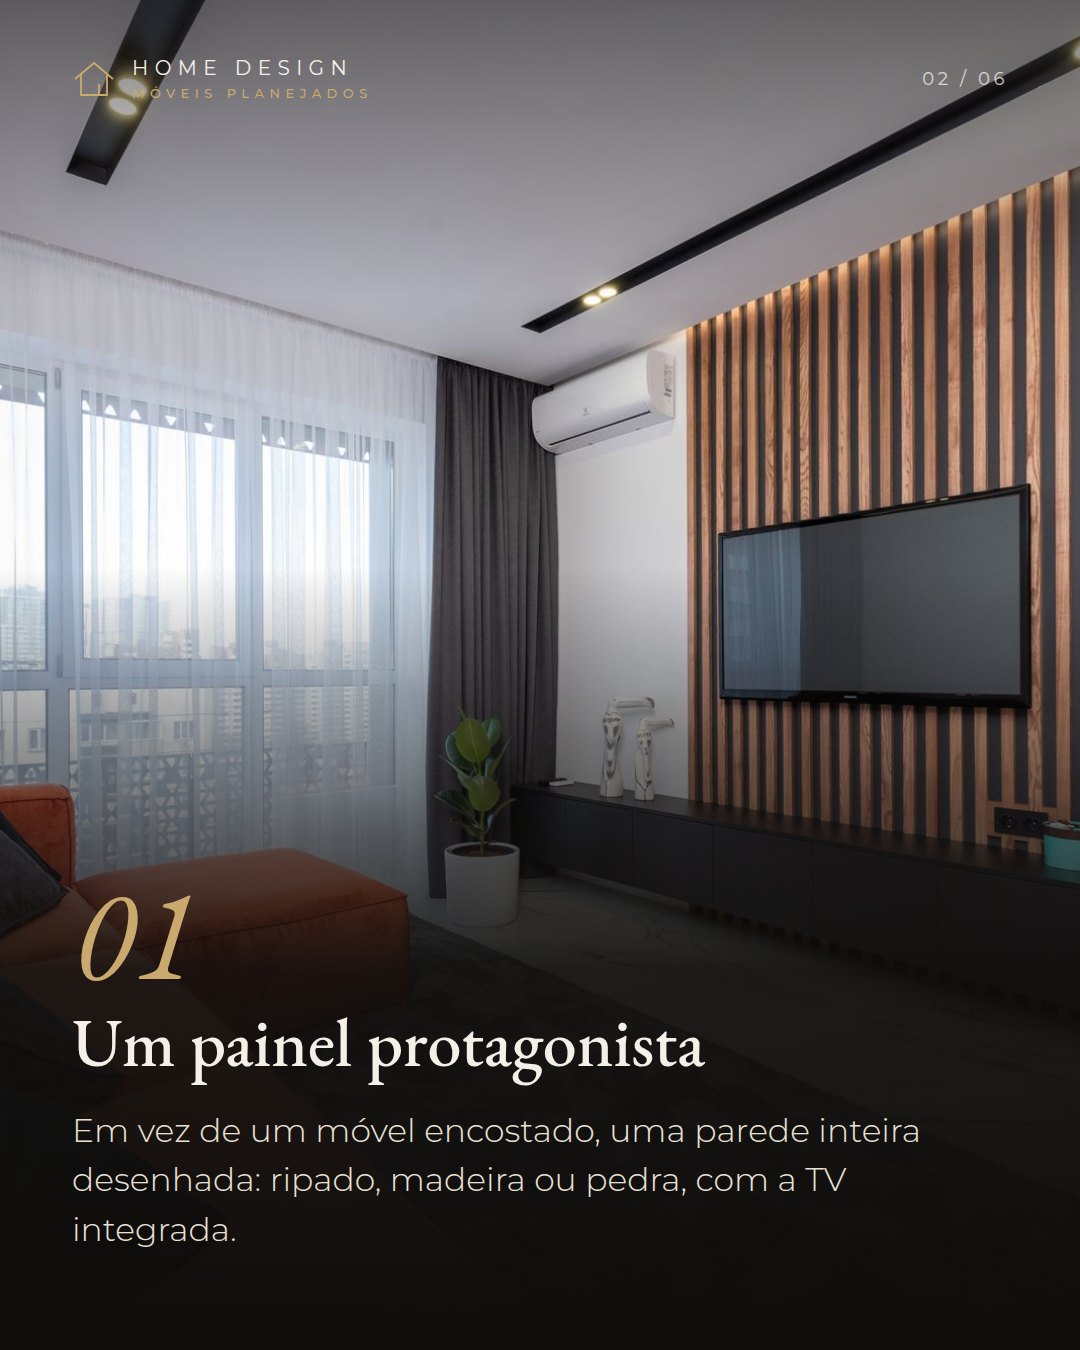 HOME DESIGN
MÓVEIS PLANEJADOS
02 / 06
01
Um painel protagonista
Em vez de um móvel encostado, uma parede inteira
desenhada: ripado, madeira ou pedra, com a TV
integrada.